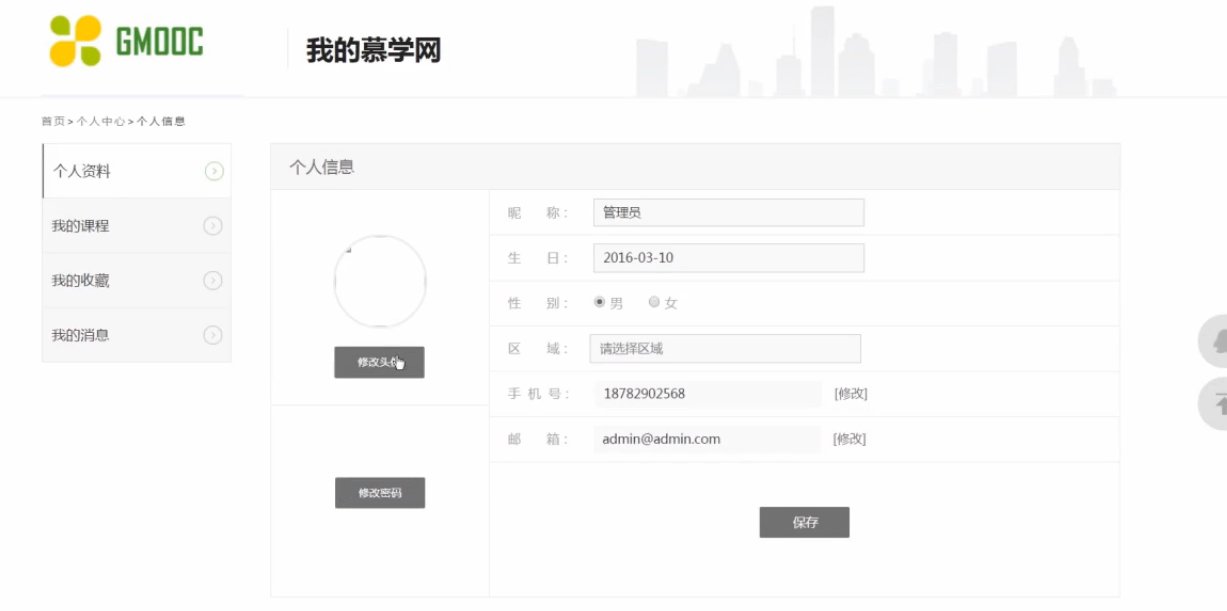 GMOOC
我的慕学网
首页>个人中心>个人信息
个人资料
我的课程
我的收藏
我的消息
个人信息
修改头像
修改密码
昵 称： 管理员
生 日： 2016-03-10
性 别： 男 女
区 域： 请选择区域
手 机 号： 18782902568 [修改]
邮 箱： admin@admin.com [修改]
保存